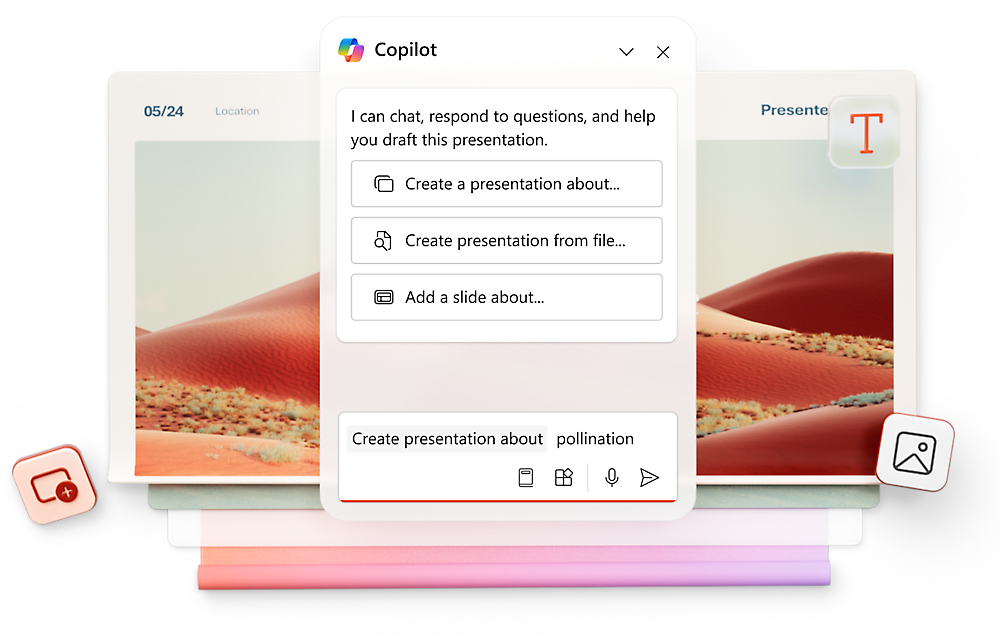 Copilot
05/24
Location
Presente
T
I can chat, respond to questions, and help
you draft this presentation.
Create a presentation about...
Create presentation from file...
Add a slide about...
Create presentation about pollination